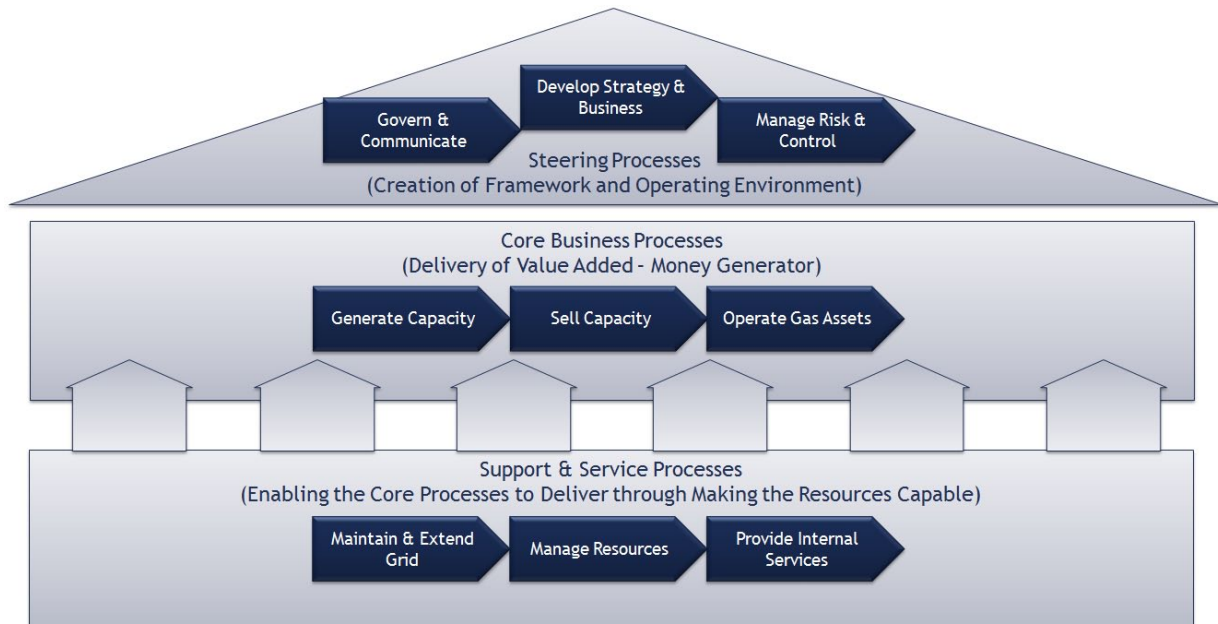 Develop Strategy &
Business
Govern &
Communicate
Manage Risk &
Control
Steering Processes
(Creation of Framework and Operating Environment)
Core Business Processes
(Delivery of Value Added - Money Generator)
Generate Capacity
Sell Capacity
Operate Gas Assets
Support & Service Processes
(Enabling the Core Processes to Deliver through Making the Resources Capable)
Maintain & Extend
Grid
Manage Resources
Provide Internal
Services